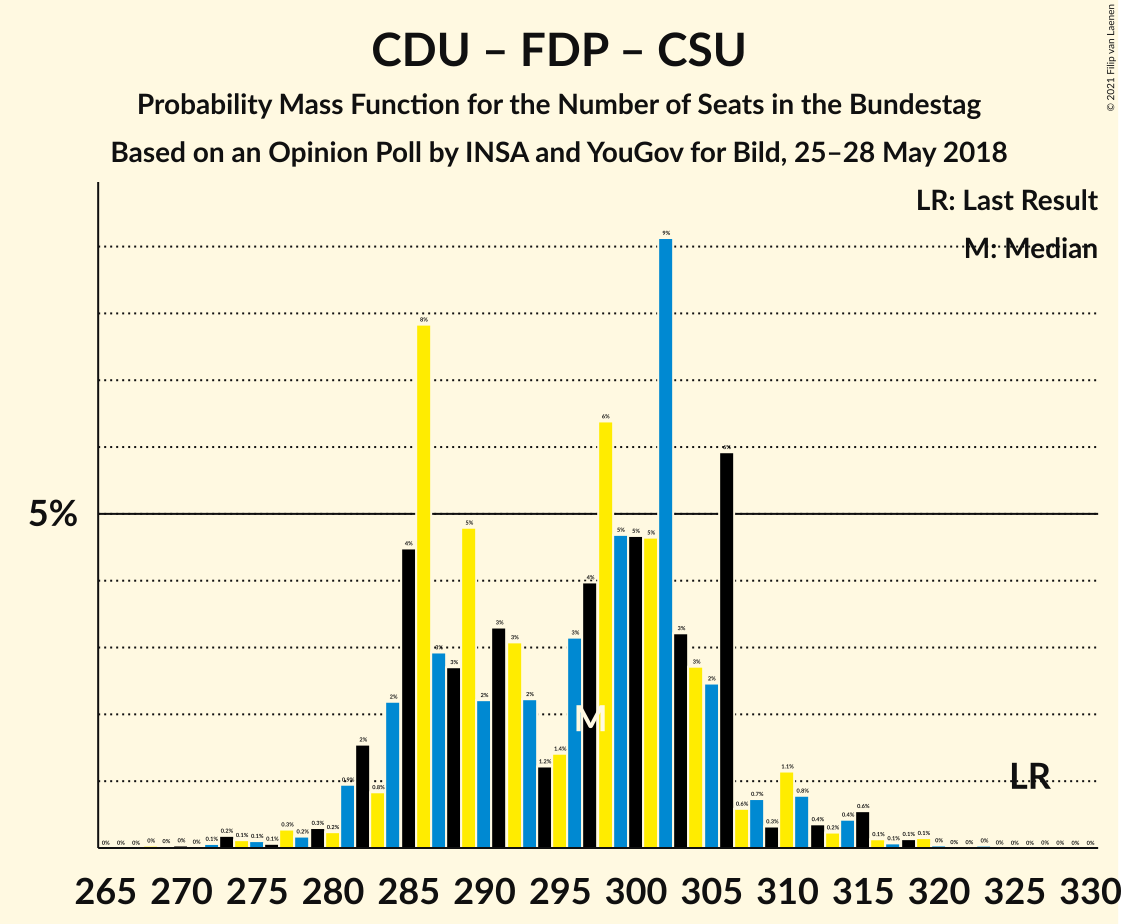 CDU – FDP – CSU
Probability Mass Function for the Number of Seats in the Bundestag
Based on an Opinion Poll by INSA and YouGov for Bild, 25–28 May 2018
© 2021 Filip van Laenen
LR: Last Result
M: Median
5%
0% 0% 0% 0% 0% 0% 0% 0.1% 0.2% 0.1% 0.1% 0.1% 0.3% 0.2% 0.3% 0.2% 0.9% 2% 0.8% 2% 4% 8% 3% 3% 5% 2% 3% 3% 2% 1.2% 1.4% 3% 4% 6% 5% 5% 5% 9% 3% 3% 2% 6% 0.6% 0.7% 0.3% 1.1% 0.8% 0.4% 0.2% 0.4% 0.6% 0.1% 0.1% 0.1% 0.1% 0% 0% 0% 0% 0% 0% 0% 0% 0% 0% 0%
M
LR
265 270 275 280 285 290 295 300 305 310 315 320 325 330